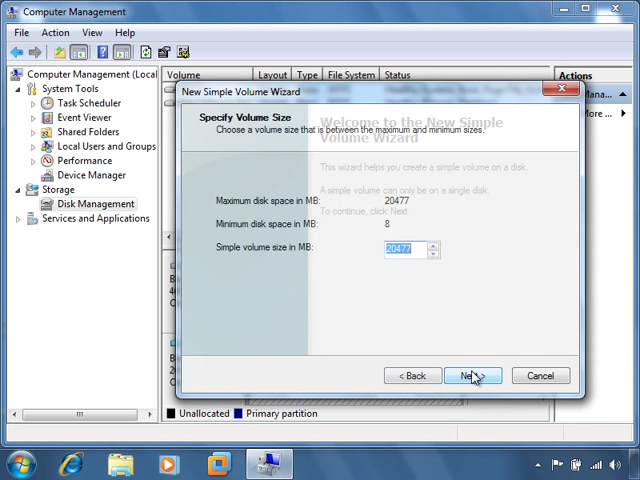 Computer Management
File Action View Help
Computer Management (Local
System Tools
Task Scheduler
Event Viewer
Shared Folders
Local Users and Groups
Performance
Device Manager
Storage
Disk Management
Services and Applications
Volume Layout Type File System Status
Actions
New Simple Volume Wizard
Specify Volume Size
Choose a volume size that is between the maximum and minimum sizes.
Welcome to the New Simple
Volume Wizard
This wizard helps you create a simple volume on a disk.
A simple volume can only be on a single disk.
To continue, click Next.
Maximum disk space in MB: 20477
Minimum disk space in MB: 8
Simple volume size in MB: 20477
< Back Next > Cancel
Unallocated Primary partition